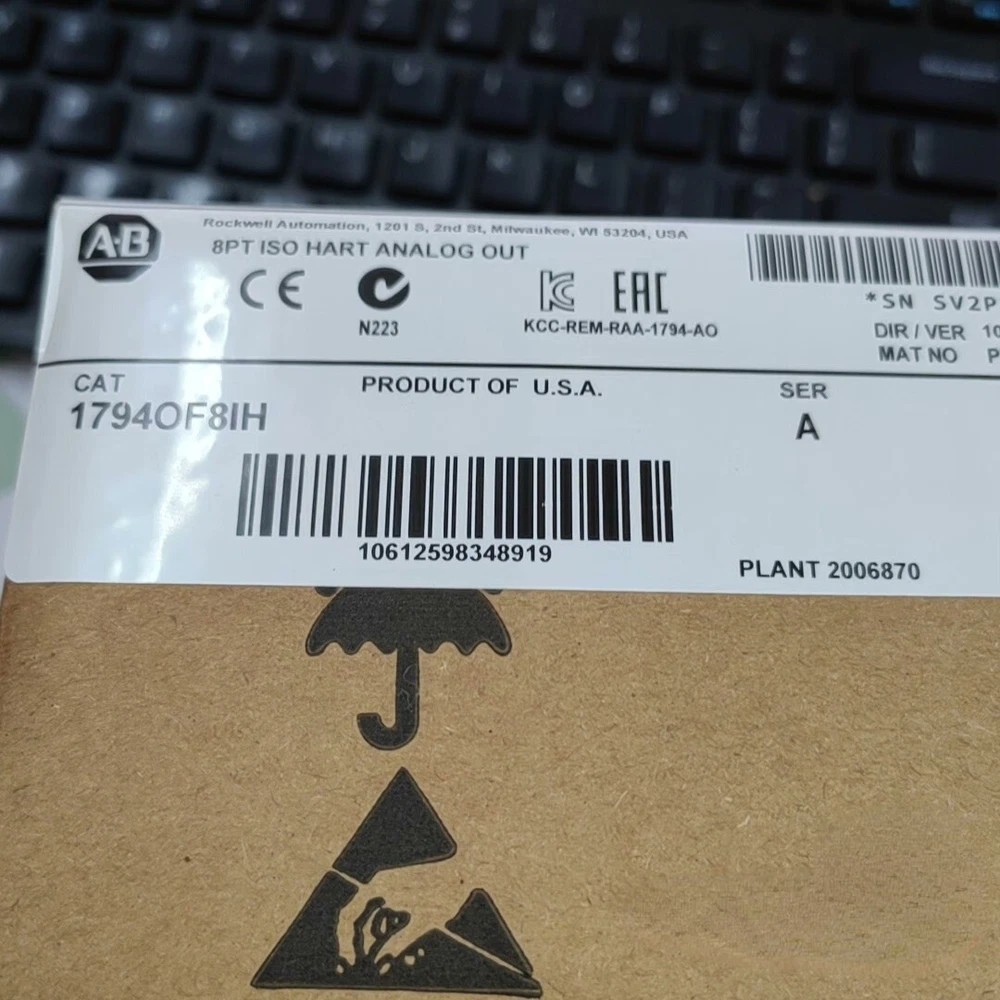 A-B
Rockwell Automation, 1201 S, 2nd St, Milwaukee, WI 53204, USA
8PT ISO HART ANALOG OUT
CE
N223
KCC-REM-RAA-1794-AO
EAC
*SN SV2P
DIR / VER 10
MAT NO P
CAT
1794OF8IH
PRODUCT OF U.S.A.
SER
A
10612598348919
PLANT 2006870